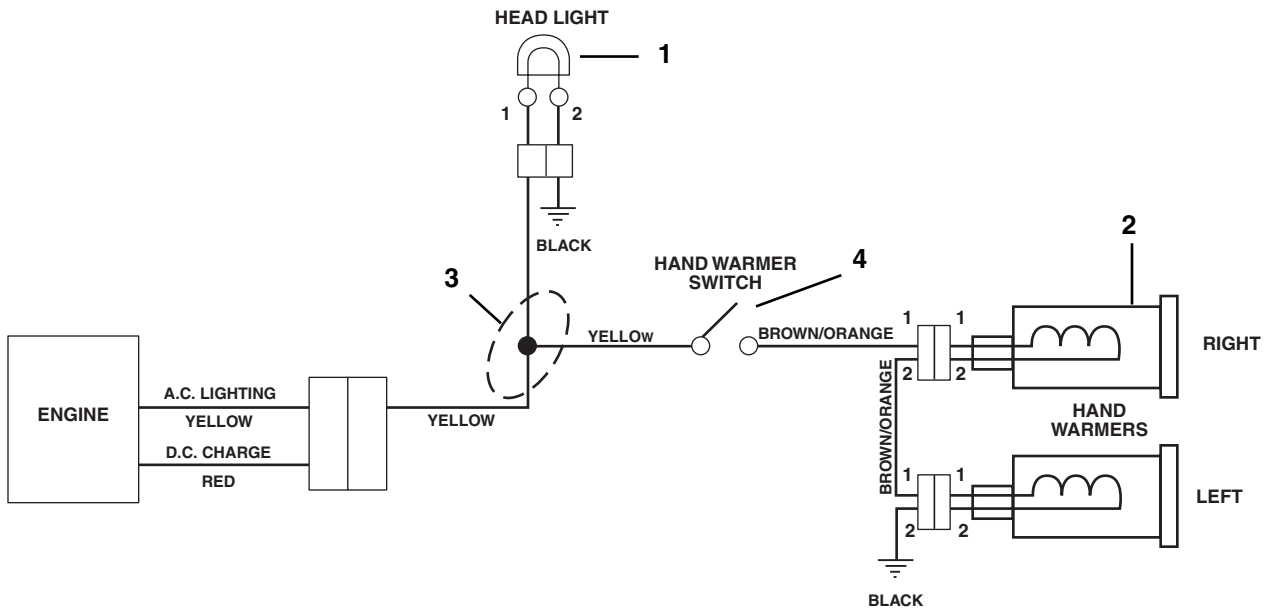 HEAD LIGHT
1
1
2
BLACK
3
HAND WARMER
SWITCH
4
2
YELLOw
BROWN/ORANGE
1
1
2
2
RIGHT
ENGINE
A.C. LIGHTING
YELLOW
D.C. CHARGE
RED
YELLOW
BROWN/ORANGE
HAND
WARMERS
1
1
2
2
LEFT
BLACK